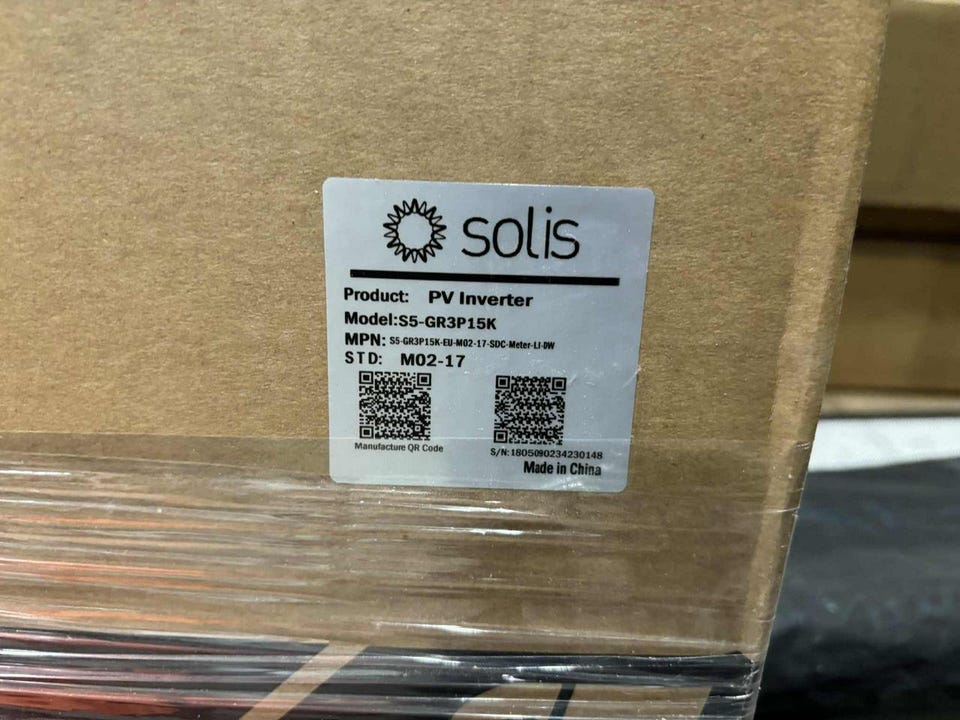 solis
Product: PV Inverter
Model:S5-GR3P15K
MPN: S5-GR3P15K-EU-M02-17-SDC-Meter-LI-DW
STD: M02-17
Manufacture QR Code
S/N:1805090234230148
Made in China